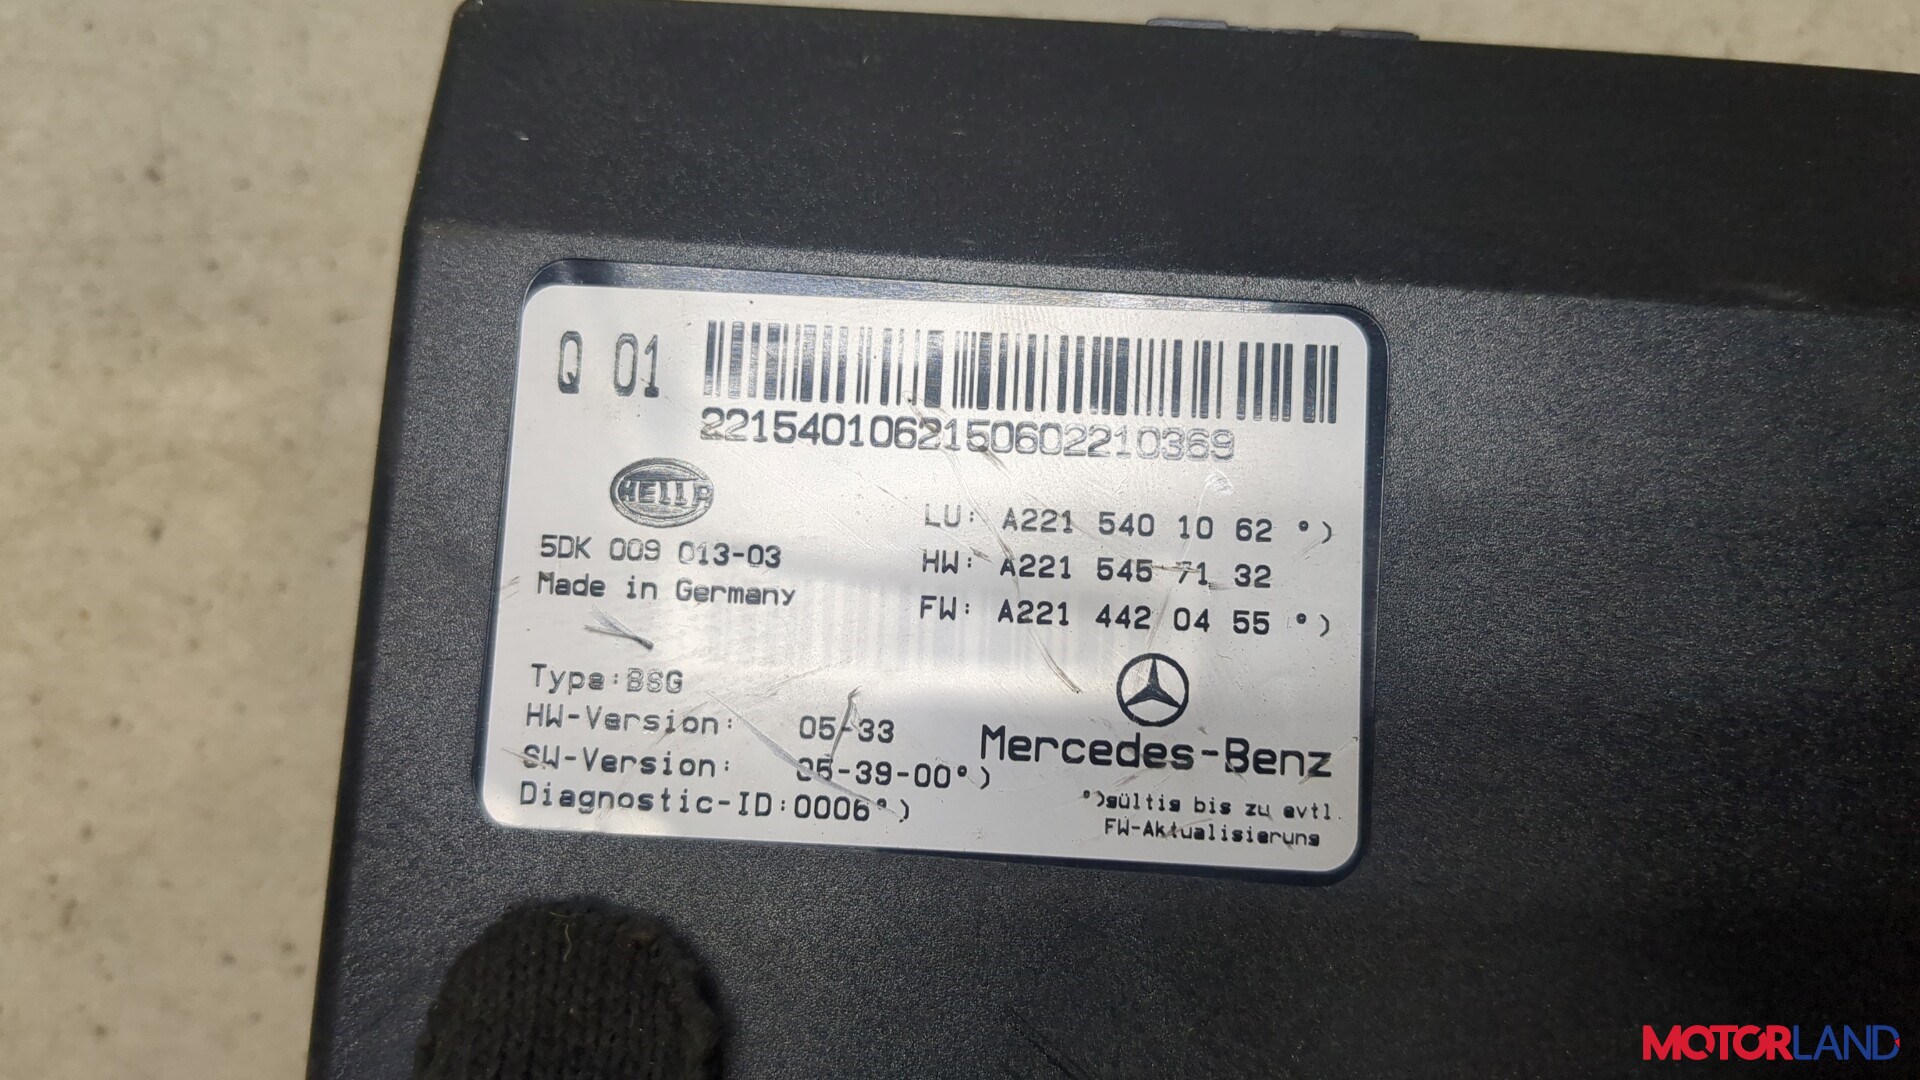 Q 01
2215401062150602210369
HELLA
5DK 009 013-03
Made in Germany
LU: A221 540 10 62 °)
HW: A221 545 71 32
FW: A221 442 04 55 °)
Type:BSG
HW-Version: 05-33
SW-Version: 05-39-00°)
Diagnostic-ID:0006°)
Mercedes-Benz
°)gültig bis zu evtl.
FW-Aktualisierung
MOTORLAND